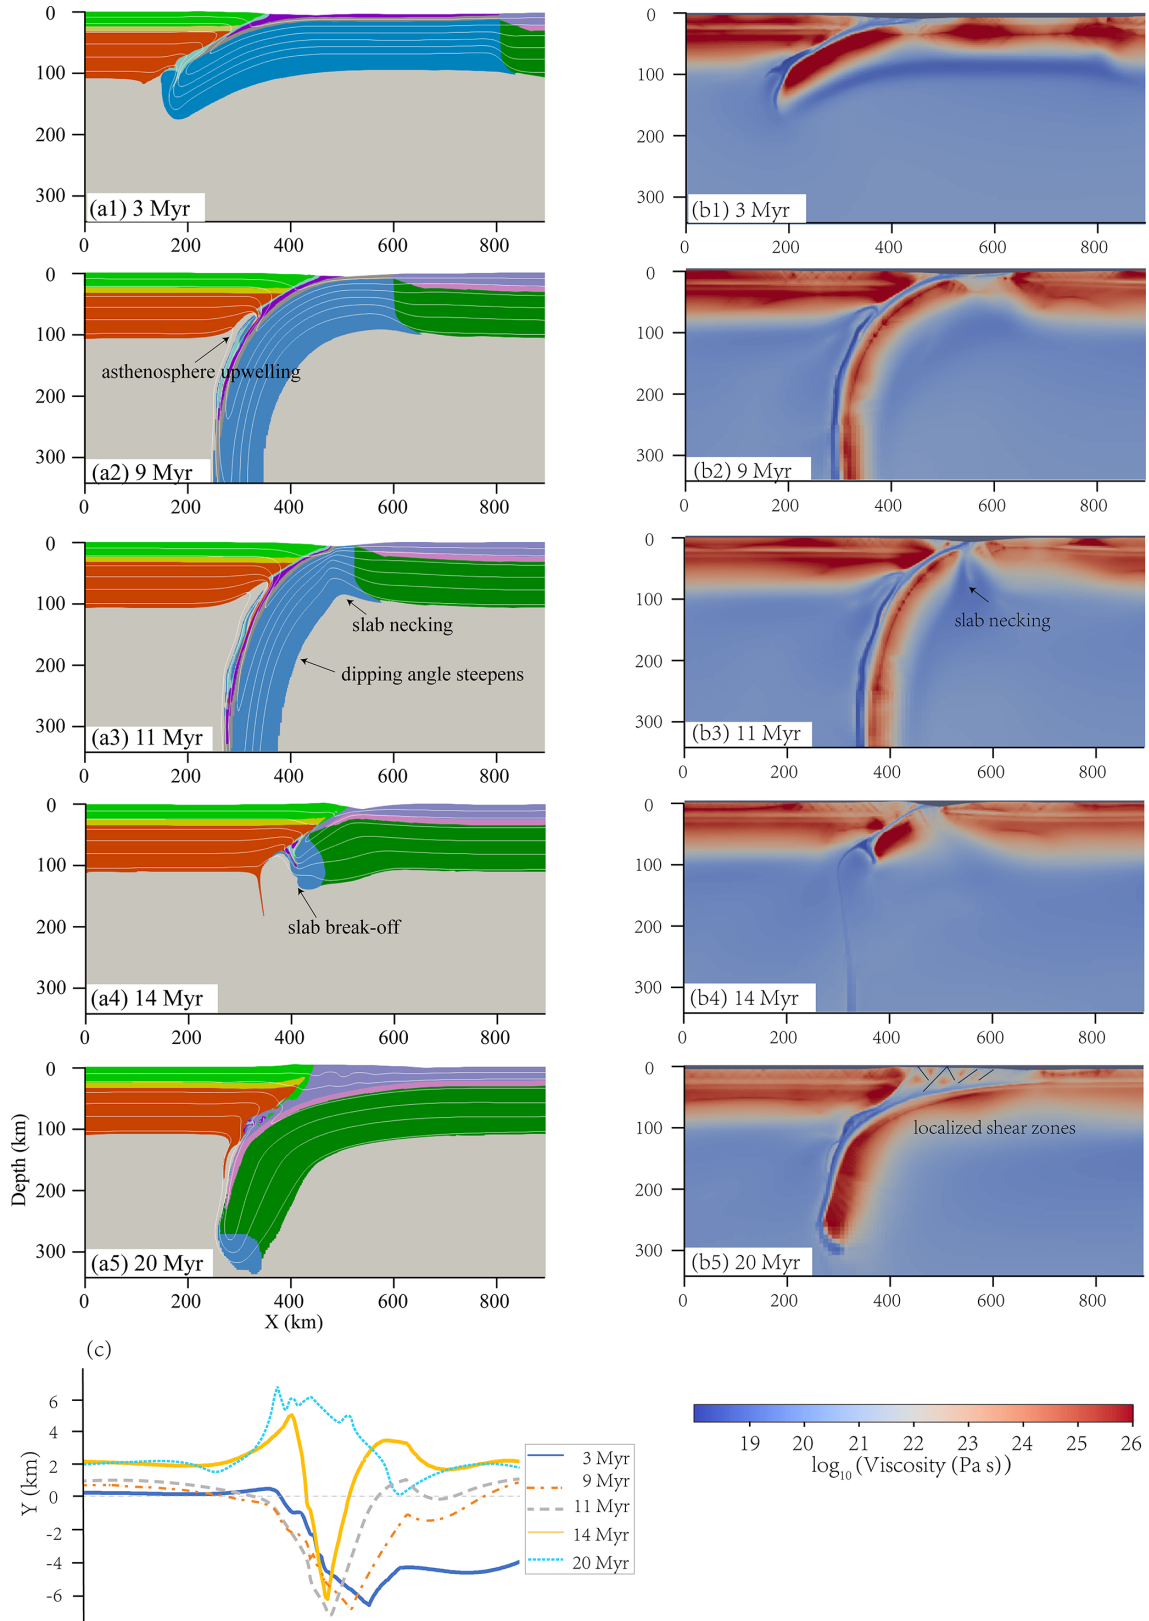 0
100
200
300
(a1) 3 Myr
0 200 400 600 800
0
100
200
300
(b1) 3 Myr
0 200 400 600 800
0
100
200
300
asthenosphere upwelling
(a2) 9 Myr
0 200 400 600 800
0
100
200
300
(b2) 9 Myr
0 200 400 600 800
0
100
200
300
slab necking
dipping angle steepens
(a3) 11 Myr
0 200 400 600 800
0
100
200
300
slab necking
(b3) 11 Myr
0 200 400 600 800
0
100
200
300
slab break-off
(a4) 14 Myr
0 200 400 600 800
0
100
200
300
(b4) 14 Myr
0 200 400 600 800
Depth (km)
0
100
200
300
(a5) 20 Myr
0 200 400 600 800
X (km)
0
100
200
300
localized shear zones
(b5) 20 Myr
0 200 400 600 800
(c)
Y (km)
6
4
2
0
-2
-4
-6
3 Myr
9 Myr
11 Myr
14 Myr
20 Myr
19 20 21 22 23 24 25 26
log10 (Viscosity (Pa s))